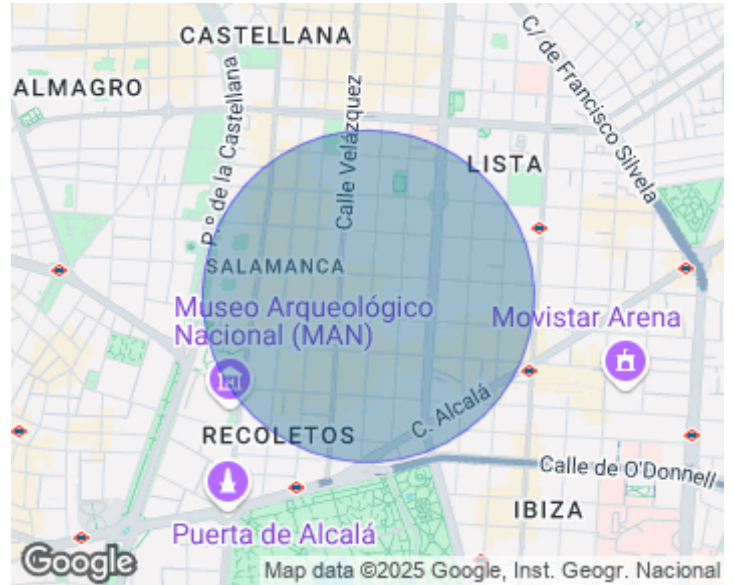 CASTELLANA
ALMAGRO
C/ de Francisco Silvela
P.º de la Castellana
Calle Velázquez
LISTA
SALAMANCA
Museo Arqueológico
Nacional (MAN)
Movistar Arena
C. Alcalá
RECOLETOS
Calle de O'Donnell
IBIZA
Puerta de Alcalá
Google
Map data ©2025 Google, Inst. Geogr. Nacional